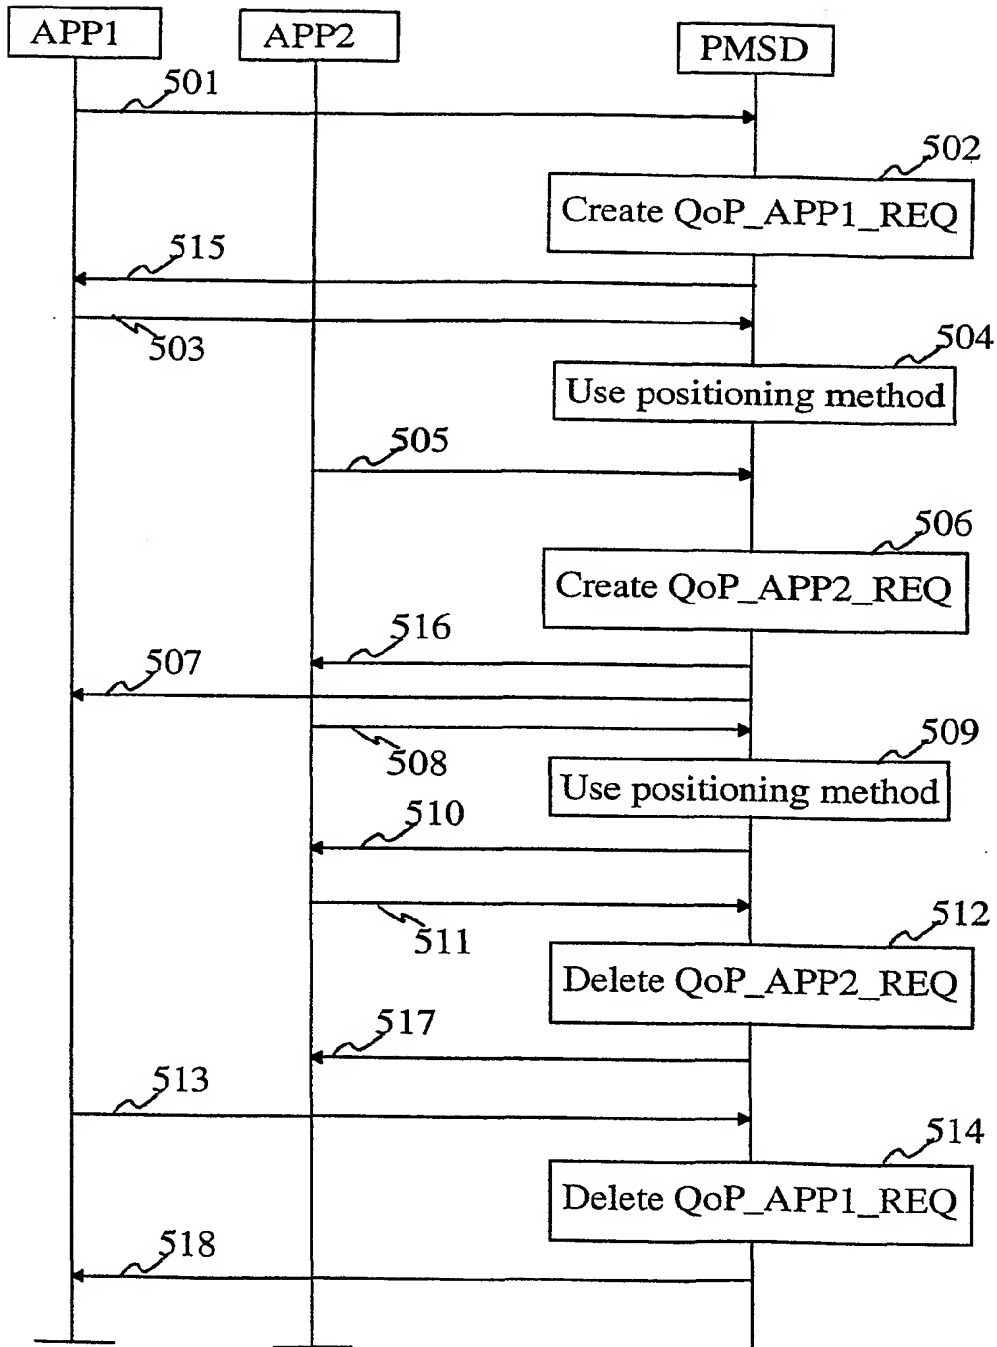 APP1
APP2
PMSD
501
502
Create QoP_APP1_REQ
515
503
504
Use positioning method
505
506
Create QoP_APP2_REQ
516
507
508
509
Use positioning method
510
511
512
Delete QoP_APP2_REQ
517
513
514
Delete QoP_APP1_REQ
518